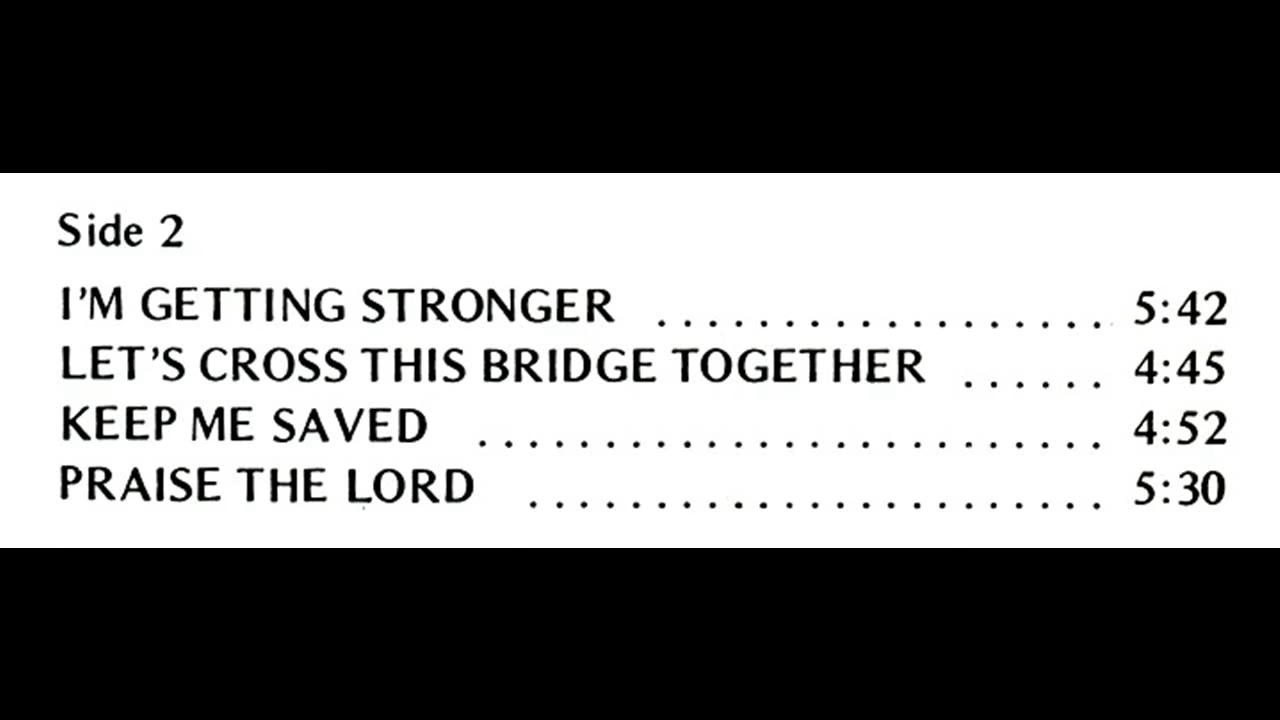 Side 2
I'M GETTING STRONGER .................. 5:42
LET'S CROSS THIS BRIDGE TOGETHER ...... 4:45
KEEP ME SAVED ......................... 4:52
PRAISE THE LORD ....................... 5:30